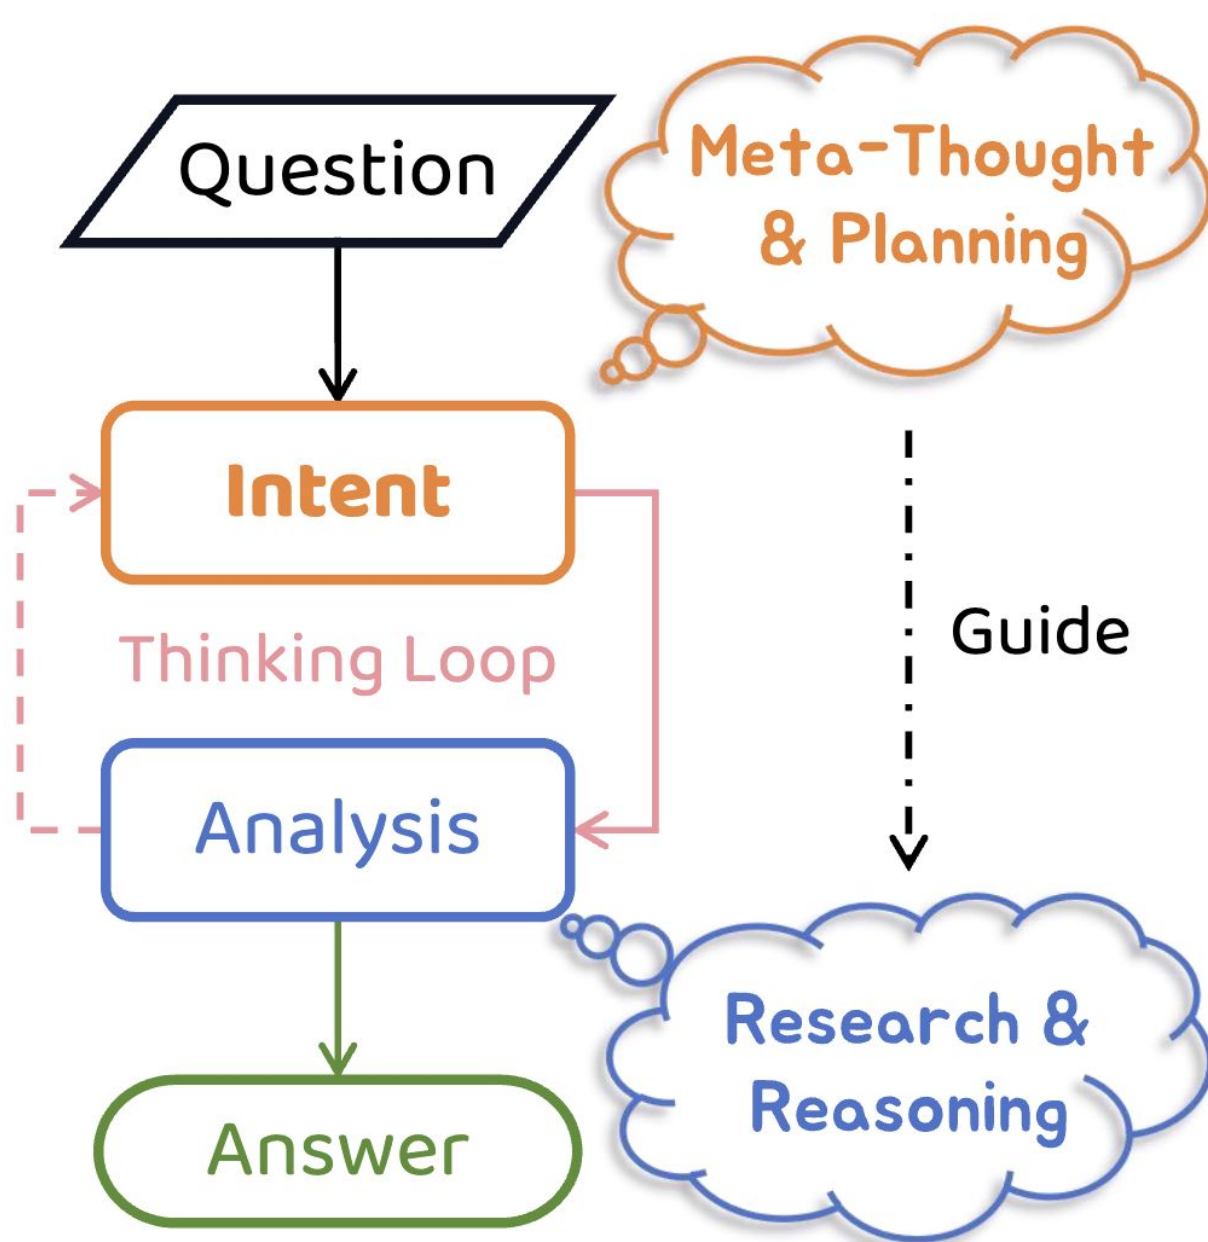 Question
Meta-Thought
& Planning
Intent
Thinking Loop
Guide
Analysis
Research &
Reasoning
Answer